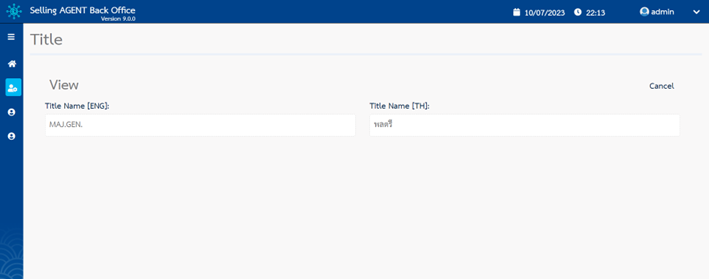 Selling AGENT Back Office
Version 9.0.0
10/07/2023 22:13 admin
Title
View
Cancel
Title Name [ENG]: Title Name [TH]:
MAJ.GEN. พลตรี